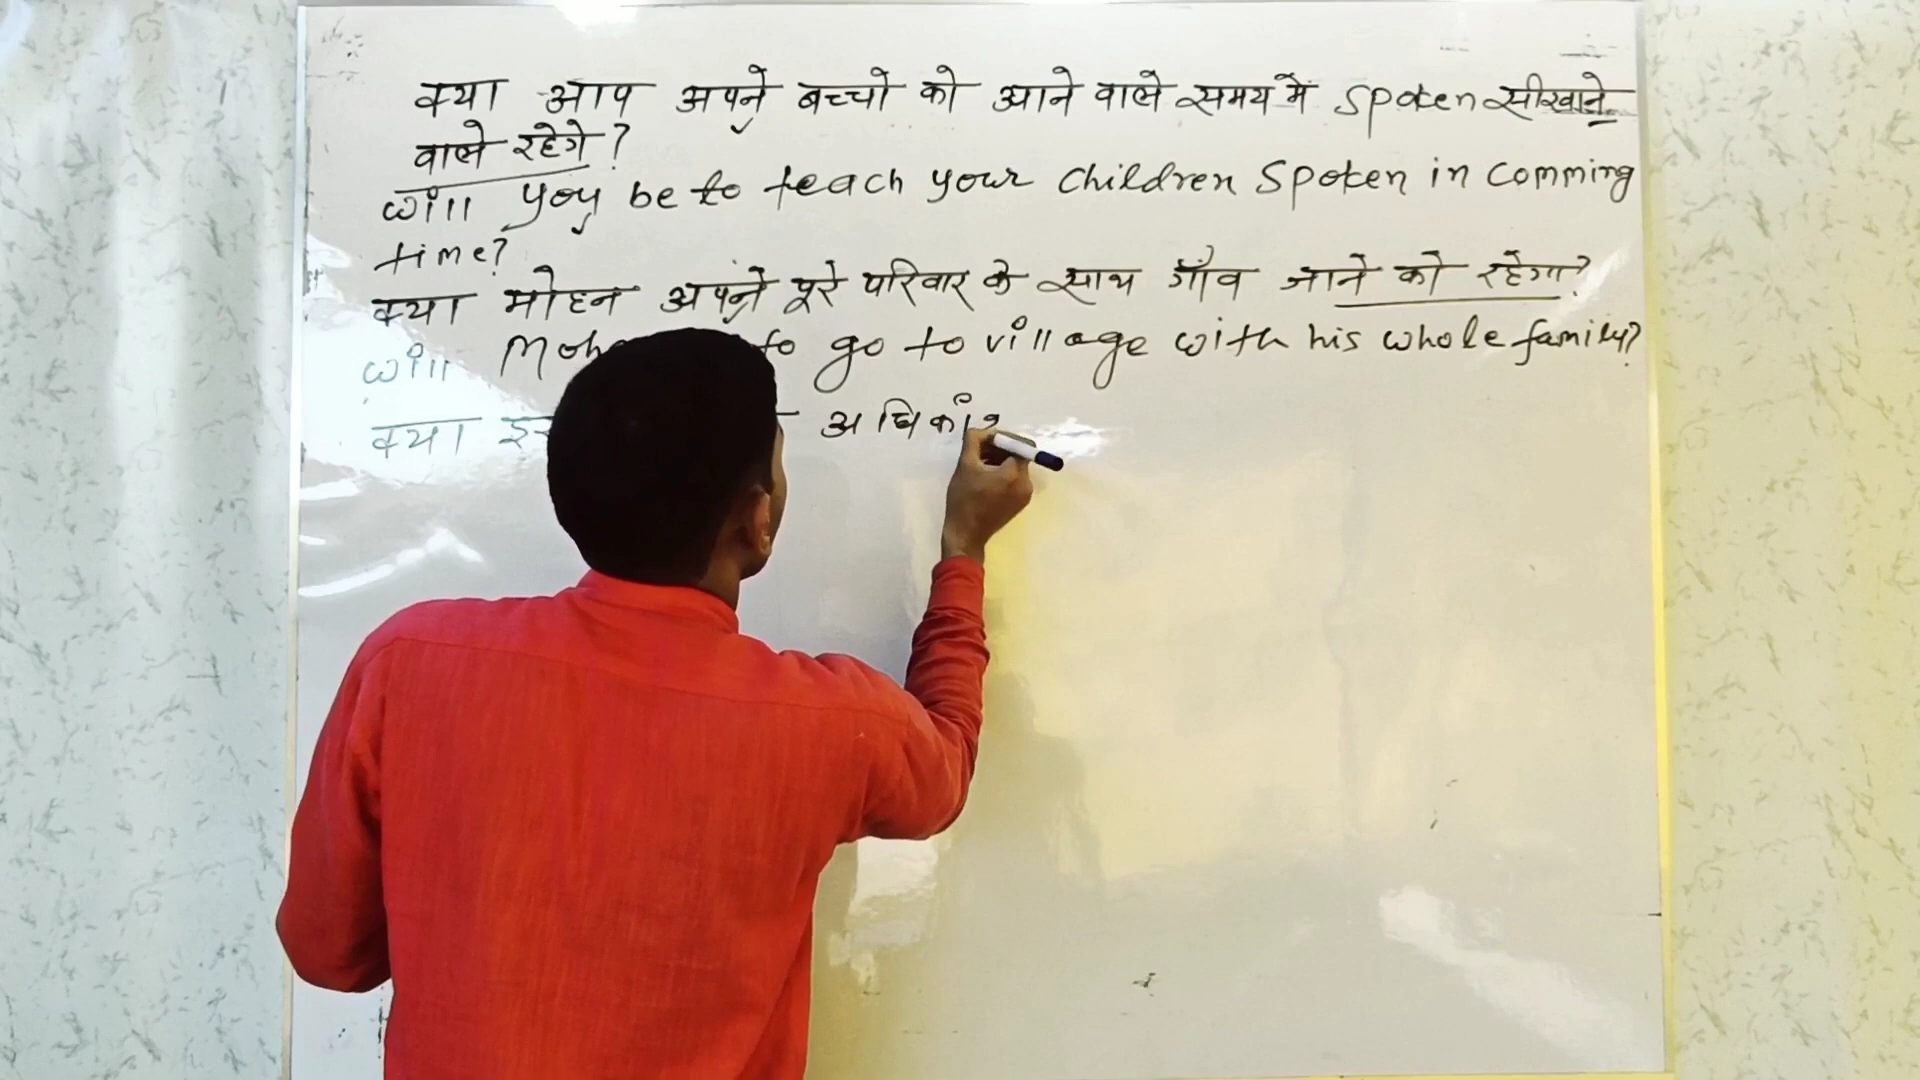 क्या आप अपने बच्चो को आने वाले समय में Spoken सीखाने
वाले रहेगे?
will you be to teach your children Spoken in comming
time?
क्या मोहन अपने पूरे परिवार के साथ गाँव जाने को रहेगा?
will to go to village with his whole family?
क्या